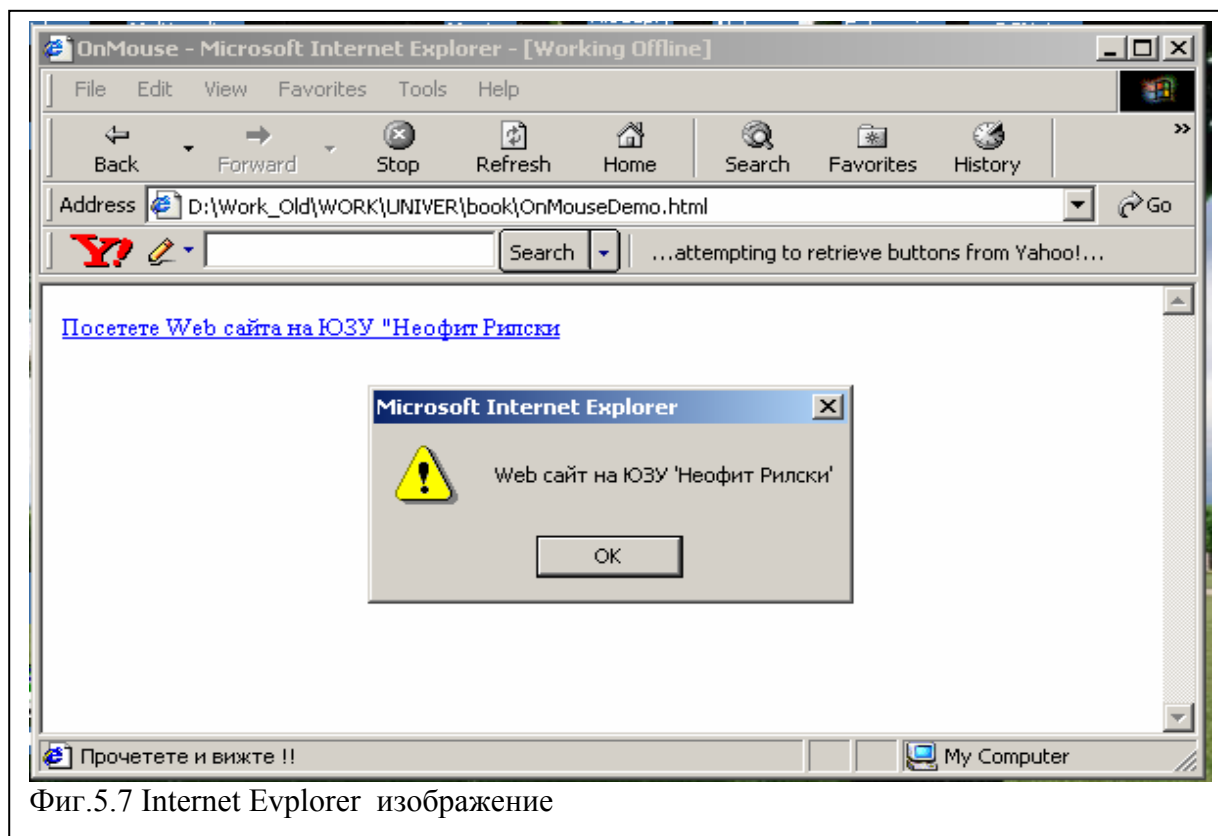 OnMouse - Microsoft Internet Explorer - [Working Offline]
File Edit View Favorites Tools Help
Back Forward Stop Refresh Home Search Favorites History »
Address D:\Work_Old\WORK\UNIVER\book\OnMouseDemo.html Go
Y! Search ...attempting to retrieve buttons from Yahoo!...
Посетете Web сайта на ЮЗУ "Неофит Рилски
Microsoft Internet Explorer
Web сайт на ЮЗУ 'Неофит Рилски'
OK
Прочетете и вижте !! My Computer
Фиг.5.7 Internet Evplorer изображение